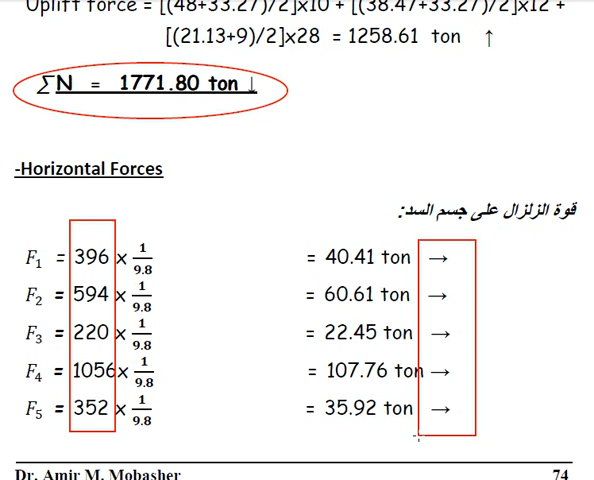 Uplift force = [(48+33.27)/2]x10 + [(38.47+33.27)/2]x12 +
[(21.13+9)/2]x28 = 1258.61 ton ↑
∑N = 1771.80 ton ↓
-Horizontal Forces
قوة الزلزال على جسم السد:
F₁ = 396 × 1/9.8 = 40.41 ton →
F₂ = 594 × 1/9.8 = 60.61 ton →
F₃ = 220 × 1/9.8 = 22.45 ton →
F₄ = 1056 × 1/9.8 = 107.76 ton →
F₅ = 352 × 1/9.8 = 35.92 ton →
Dr. Amir M. Mobasher 74